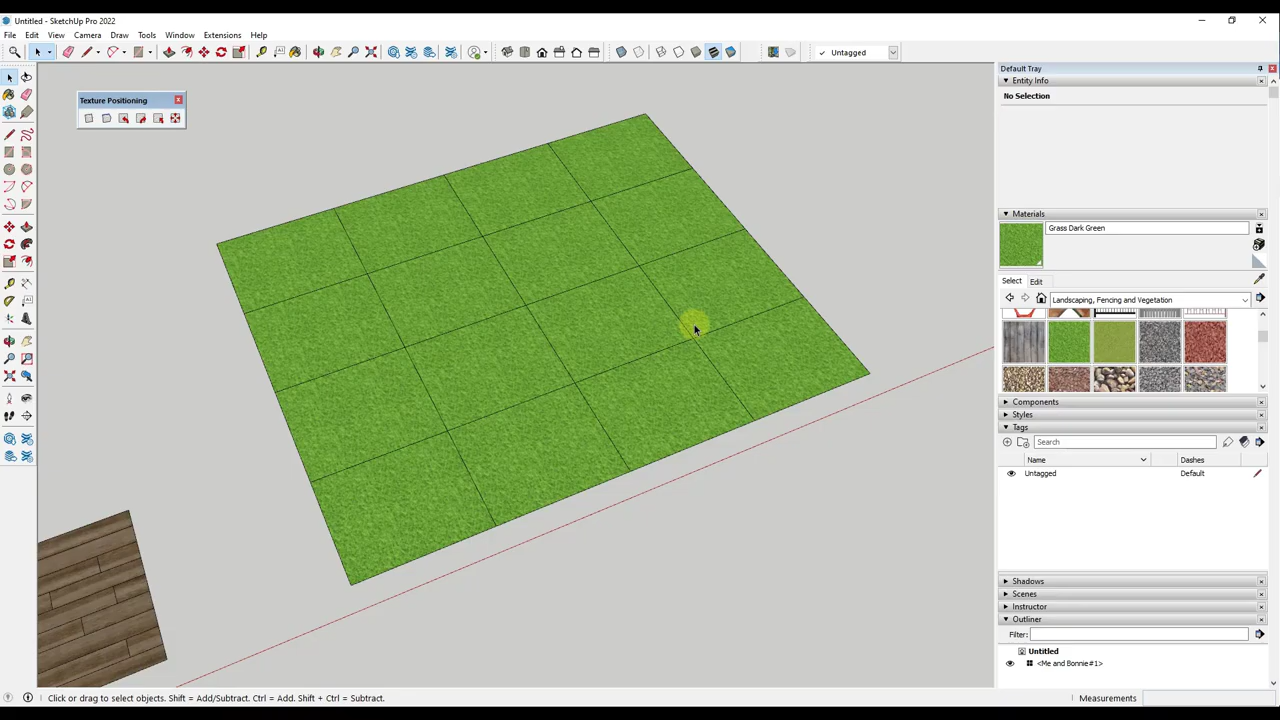 Untitled - SketchUp Pro 2022
File Edit View Camera Draw Tools Window Extensions Help
Untagged
Default Tray
Texture Positioning
Entity Info
No Selection
Materials
Grass Dark Green
Select Edit
Landscaping, Fencing and Vegetation
Components
Styles
Tags
Search
Name Dashes
Untagged Default
Shadows
Scenes
Instructor
Outliner
Filter:
Untitled
<Me and Bonnie#1>
Click or drag to select objects. Shift = Add/Subtract. Ctrl = Add. Shift + Ctrl = Subtract.
Measurements